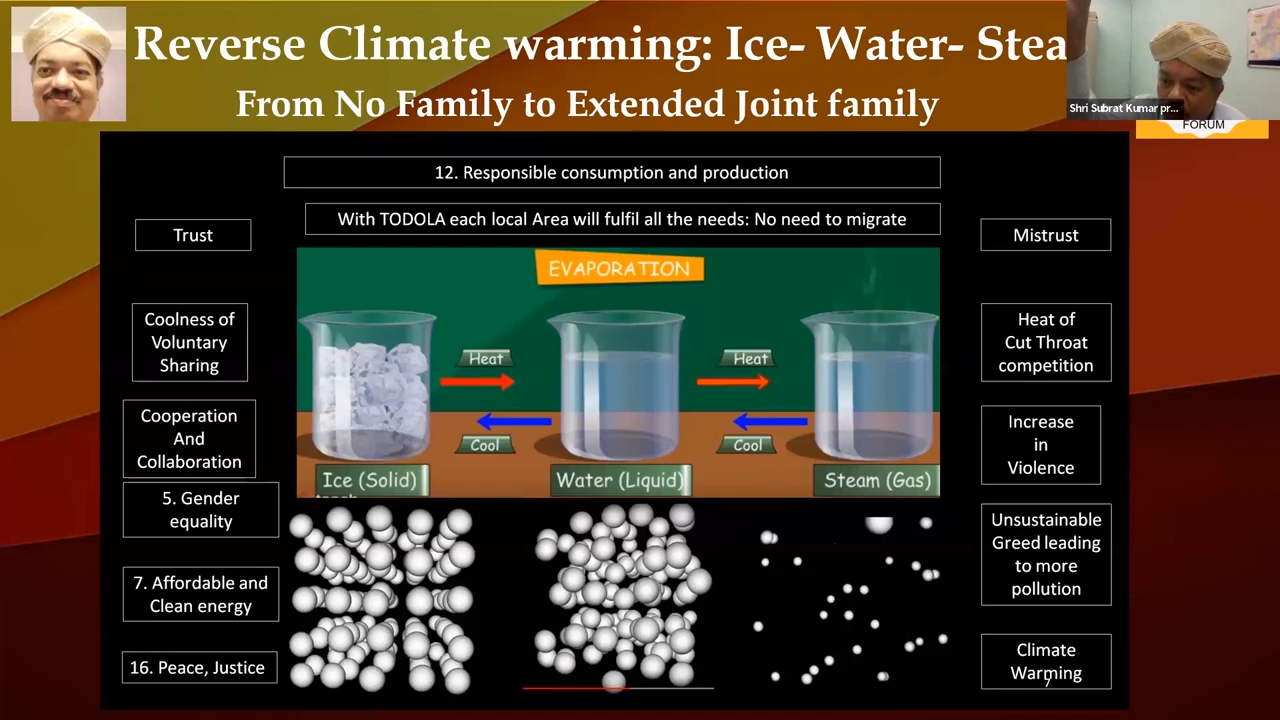 Reverse Climate warming: Ice- Water- Stea
From No Family to Extended Joint family
Shri Subrat Kumar pr...
FORUM
12. Responsible consumption and production
With TODOLA each local Area will fulfil all the needs: No need to migrate
Trust
Mistrust
EVAPORATION
Coolness of
Voluntary
Sharing
Heat
Heat
Heat of
Cut Throat
competition
Cooperation
And
Collaboration
Cool
Cool
Increase
in
Violence
Ice (Solid)
Water (Liquid)
Steam (Gas)
5. Gender
equality
Unsustainable
Greed leading
to more
pollution
7. Affordable and
Clean energy
16. Peace, Justice
Climate
Warming
7